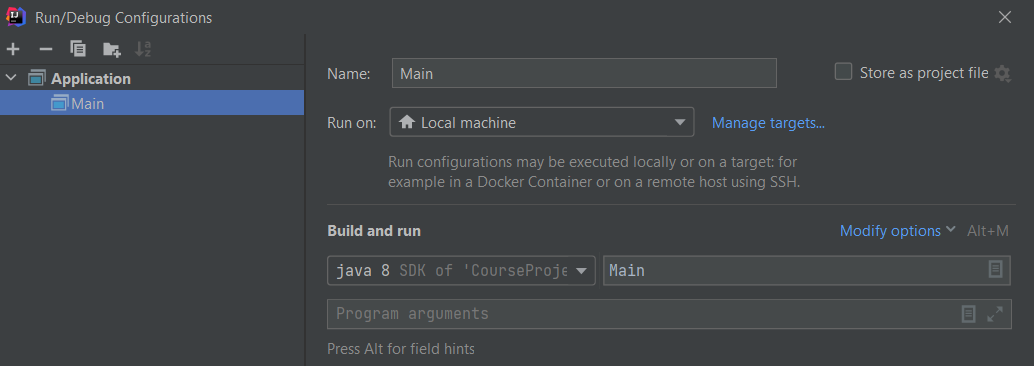 Run/Debug Configurations
Application
Main
Name: Main
Store as project file
Run on: Local machine
Manage targets...
Run configurations may be executed locally or on a target: for
example in a Docker Container or on a remote host using SSH.
Build and run
Modify options Alt+M
java 8 SDK of 'CourseProje
Main
Program arguments
Press Alt for field hints